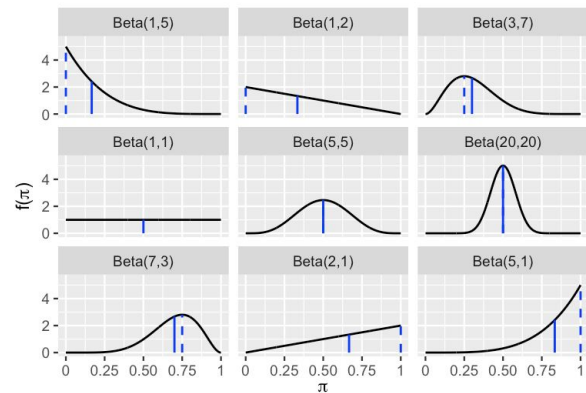 Beta(1,5) Beta(1,2) Beta(3,7)
4
2
0
Beta(1,1) Beta(5,5) Beta(20,20)
4
2
0
Beta(7,3) Beta(2,1) Beta(5,1)
4
2
0
f(π)
0 0.25 0.50 0.75 1 0 0.25 0.50 0.75 1 0 0.25 0.50 0.75 1
π